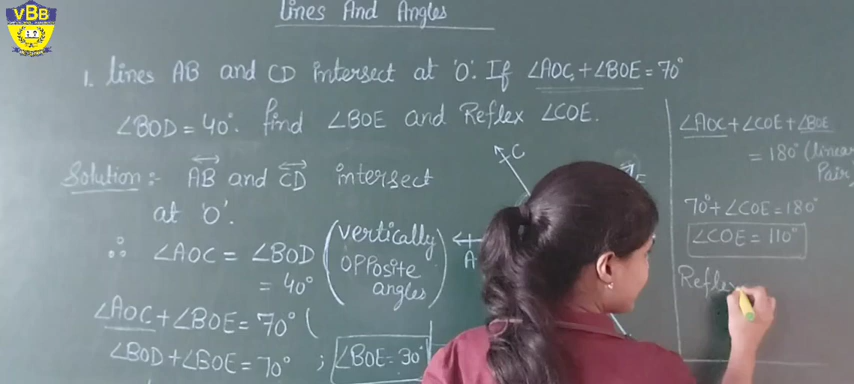 VBB
Lines And Angles
1. Lines AB and CD intersect at 'O'. If ∠AOC + ∠BOE = 70°
∠BOD = 40°. Find ∠BOE and Reflex ∠COE.
Solution:- AB and CD intersect
at 'O'.
∴ ∠AOC = ∠BOD (vertically opposite angles)
= 40°
∠AOC + ∠BOE = 70° (
∠BOD + ∠BOE = 70° ; ∠BOE = 30°
C
E
A
∠AOC + ∠COE + ∠BOE
= 180° (linear
Pair)
70° + ∠COE = 180°
∠COE = 110°
Reflex